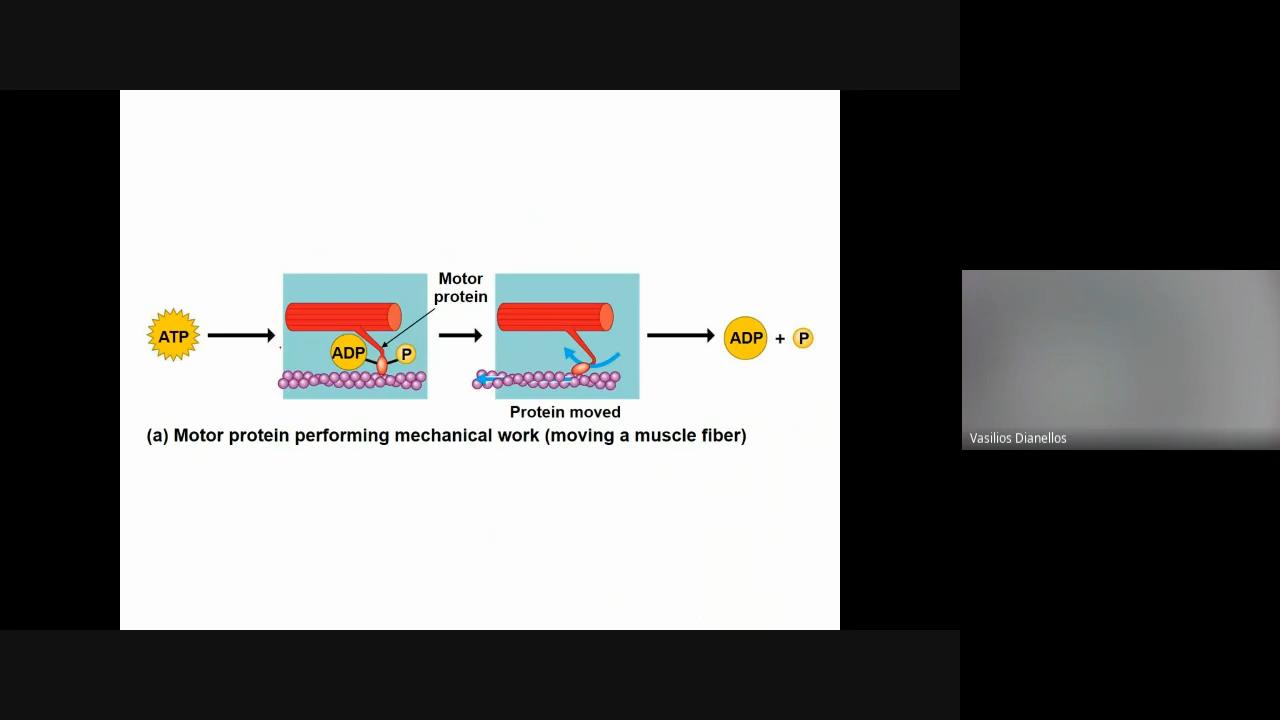 Motor
protein
ATP
ADP
P
ADP + P
Protein moved
(a) Motor protein performing mechanical work (moving a muscle fiber)
Vasilios Dianellos